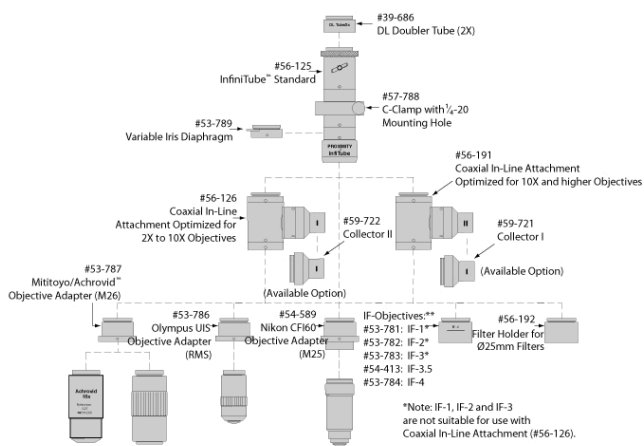 #39-686
DL Doubler Tube (2X)
#56-125
InfiniTube™ Standard
#57-788
C-Clamp with ¼-20
Mounting Hole
#53-789
Variable Iris Diaphragm
PROXIMITY
InfiniTube
#56-191
Coaxial In-Line Attachment
Optimized for 10X and higher Objectives
#56-126
Coaxial In-Line
Attachment Optimized for
2X to 10X Objectives
I
II
#59-722
Collector II
#59-721
Collector I
(Available Option)
(Available Option)
#53-787
Mititoyo/Achrovid™
Objective Adapter (M26)
#53-786
Olympus UIS
Objective Adapter
(RMS)
#54-589
Nikon CFI60
Objective Adapter
(M25)
IF-Objectives:**
#53-781: IF-1*
#53-782: IF-2*
#53-783: IF-3*
#54-413: IF-3.5
#53-784: IF-4
#56-192
Filter Holder for
Ø25mm Filters
Achrovid
*Note: IF-1, IF-2 and IF-3
are not suitable for use with
Coaxial In-Line Attachment (#56-126).